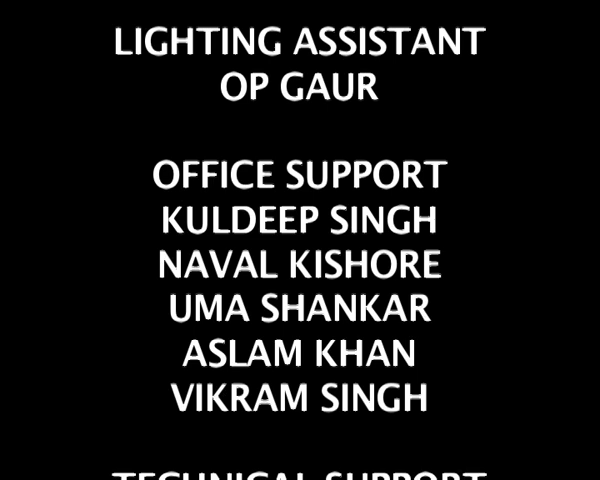 LIGHTING ASSISTANT
OP GAUR
OFFICE SUPPORT
KULDEEP SINGH
NAVAL KISHORE
UMA SHANKAR
ASLAM KHAN
VIKRAM SINGH
TECHNICAL SUPPORT